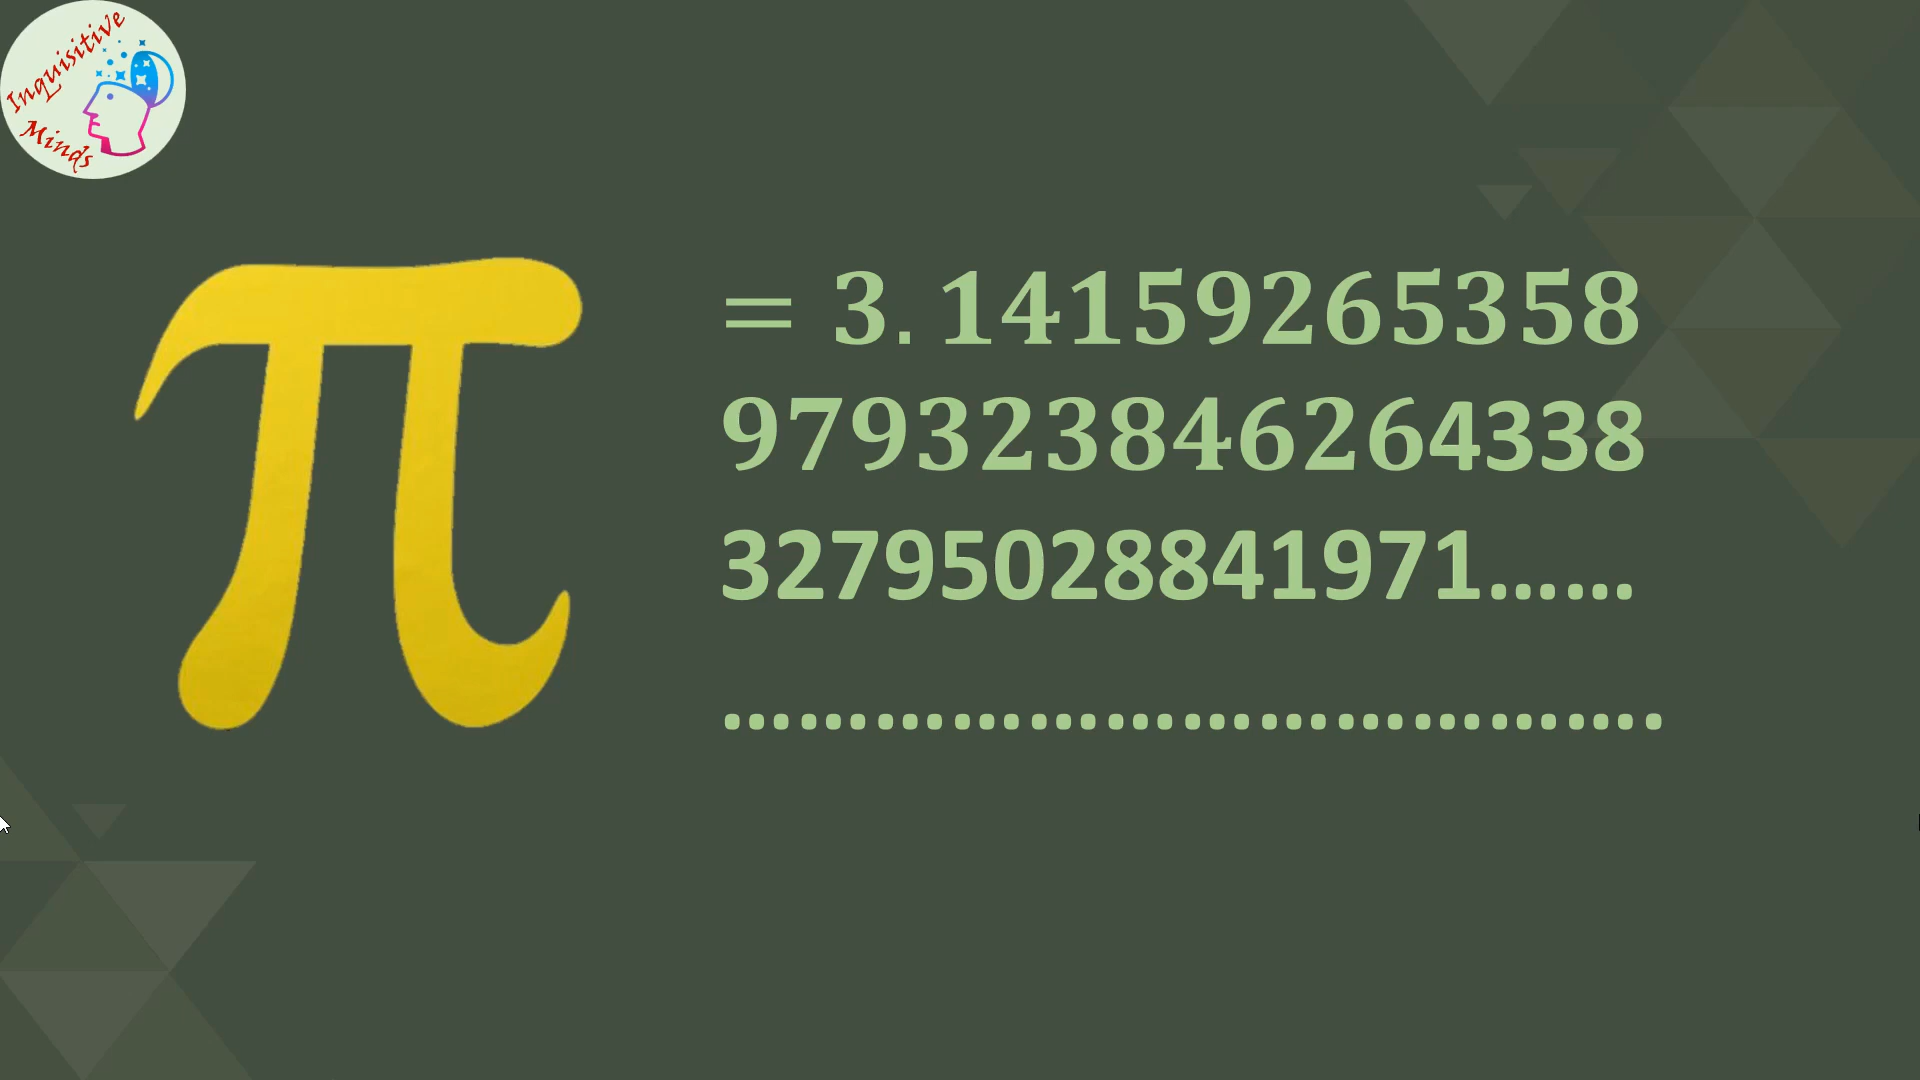 Inquisitive
Minds
π = 3.14159265358
979323846264338
32795028841971......
.....................................